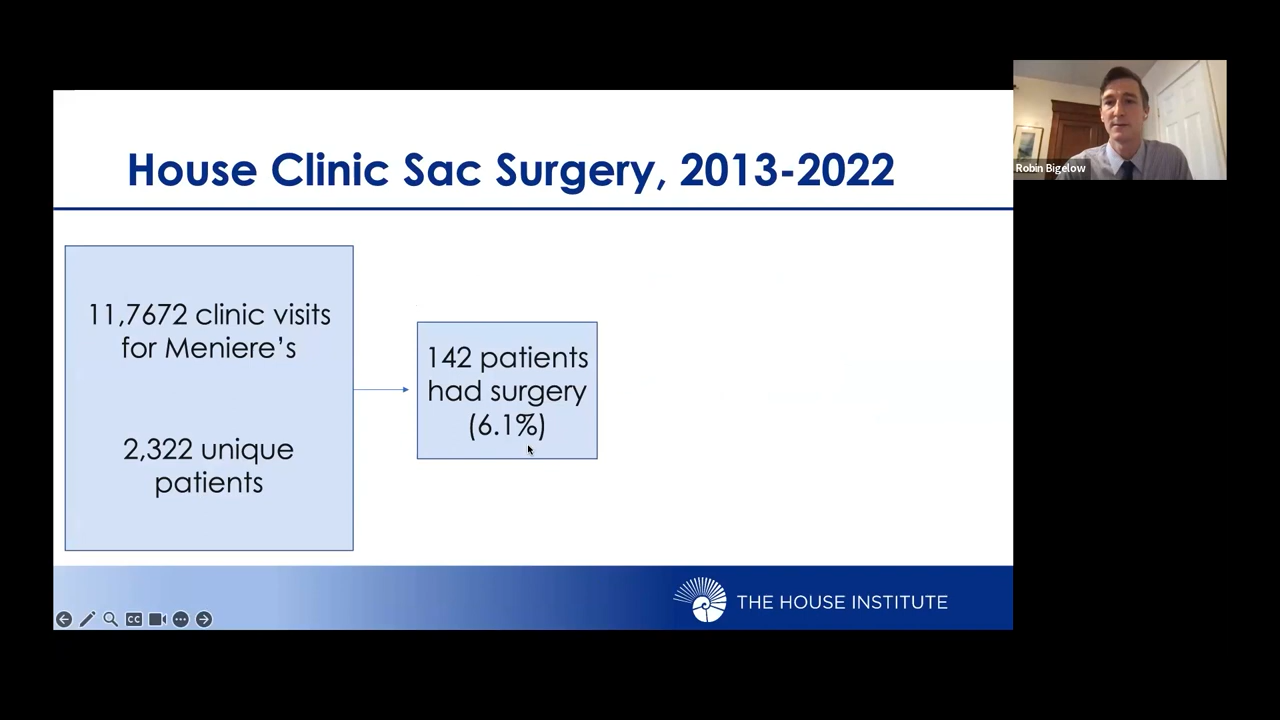 House Clinic Sac Surgery, 2013-2022
Robin Bigelow
11,7672 clinic visits
for Meniere's
2,322 unique
patients
142 patients
had surgery
(6.1%)
THE HOUSE INSTITUTE
CC